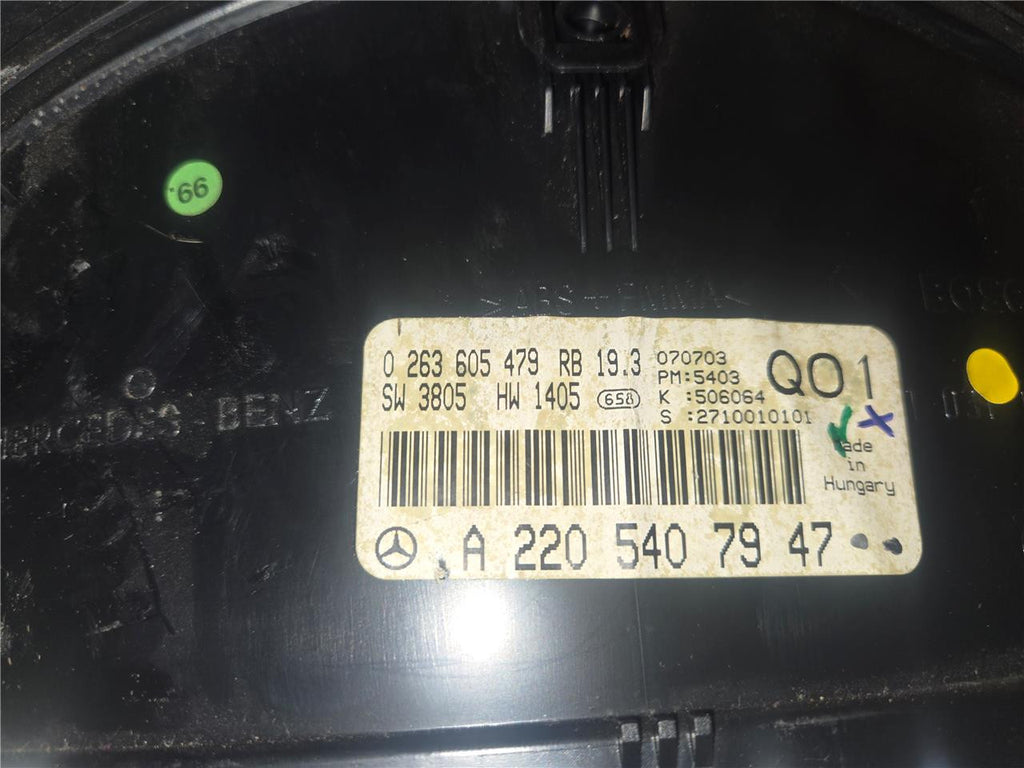 66.
0 263 605 479 RB 19.3
SW 3805 HW 1405 658
070703
PM:5403
K :506064
S :2710010101
Q01
Made
in
Hungary
A 220 540 79 47
MERCEDES-BENZ